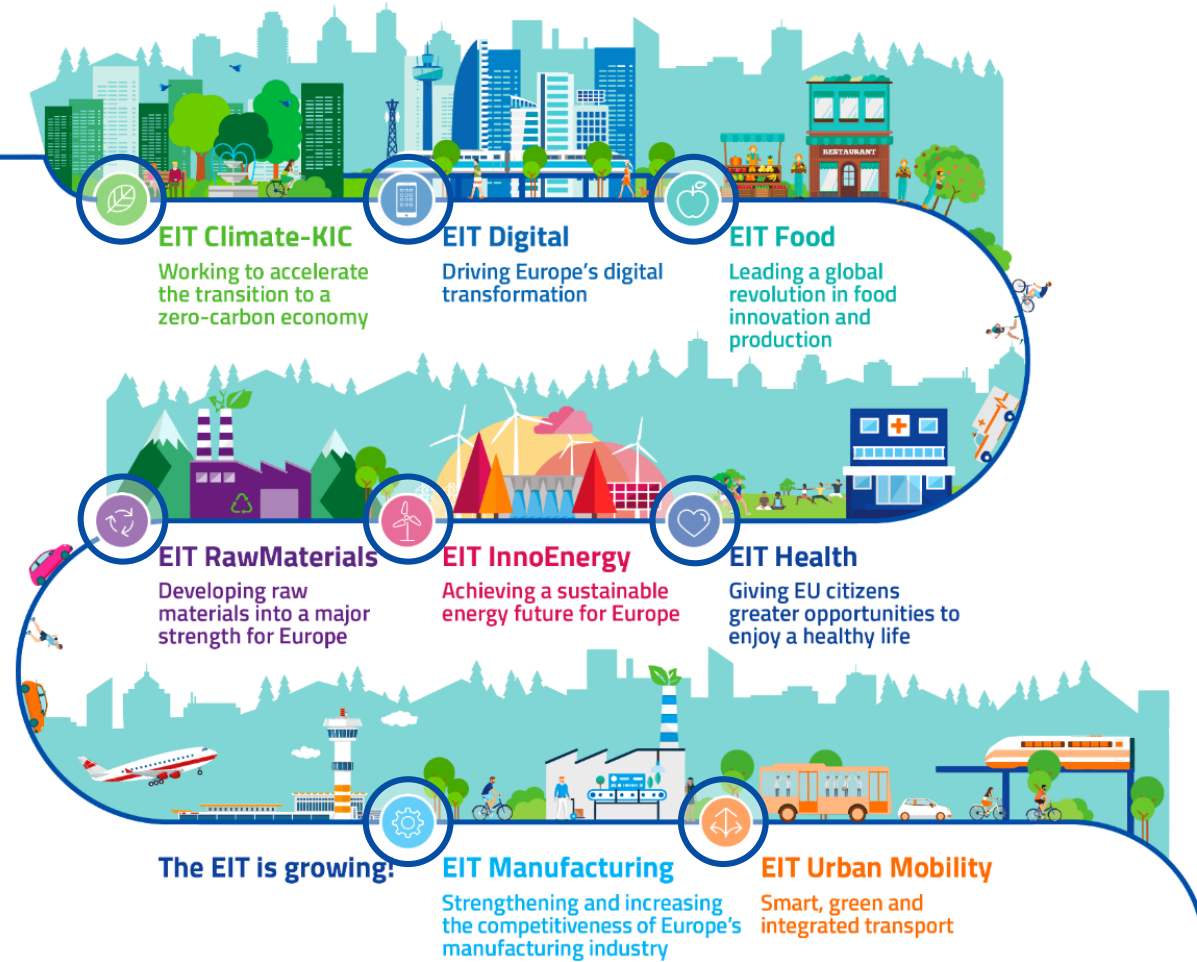 RESTAURANT
EIT Climate-KIC
Working to accelerate
the transition to a
zero-carbon economy
EIT Digital
Driving Europe's digital
transformation
EIT Food
Leading a global
revolution in food
innovation and
production
EIT RawMaterials
Developing raw
materials into a major
strength for Europe
EIT InnoEnergy
Achieving a sustainable
energy future for Europe
EIT Health
Giving EU citizens
greater opportunities to
enjoy a healthy life
The EIT is growing!
EIT Manufacturing
Strengthening and increasing
the competitiveness of Europe's
manufacturing industry
EIT Urban Mobility
Smart, green and
integrated transport